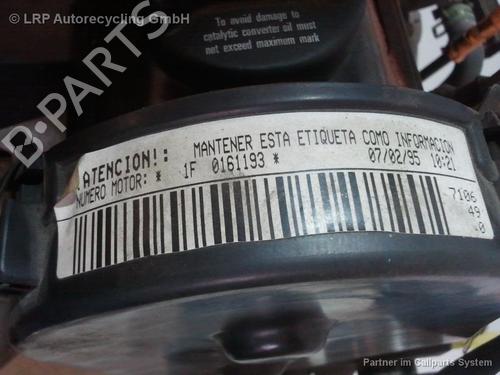 LRP Autorecycling GmbH
To avoid damage to
catalytic converter oil must
not exceed maximum mark
B-PARTS
¡ATENCION!: MANTENER ESTA ETIQUETA COMO INFORMACION
NUMERO MOTOR: * 1F 0161193 * 07/02/95 10:21
7106
49
.0
Partner im Callparts System